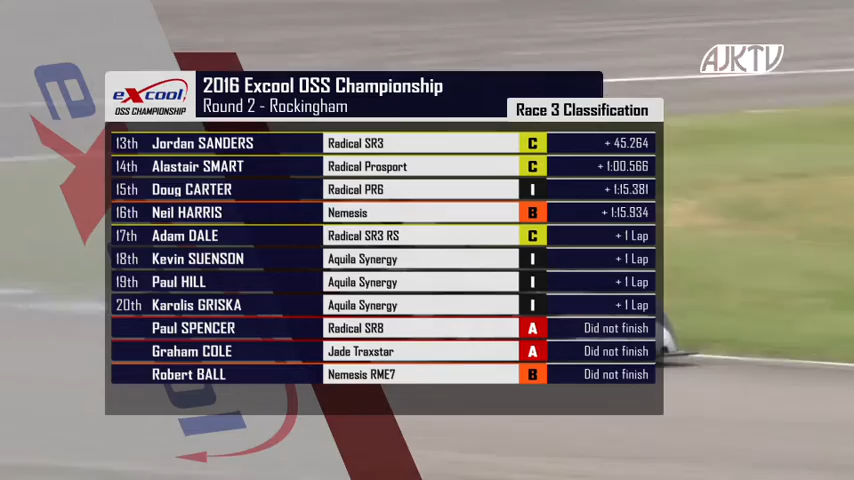 AJKTV
eXcool
OSS CHAMPIONSHIP
2016 Excool OSS Championship
Round 2 - Rockingham
Race 3 Classification
13th Jordan SANDERS Radical SR3 C + 45.264
14th Alastair SMART Radical Prosport C + 1:00.566
15th Doug CARTER Radical PR6 I + 1:15.381
16th Neil HARRIS Nemesis B + 1:15.934
17th Adam DALE Radical SR3 RS C + 1 Lap
18th Kevin SUENSON Aquila Synergy I + 1 Lap
19th Paul HILL Aquila Synergy I + 1 Lap
20th Karolis GRISKA Aquila Synergy I + 1 Lap
Paul SPENCER Radical SR8 A Did not finish
Graham COLE Jade Traxstar A Did not finish
Robert BALL Nemesis RME7 B Did not finish